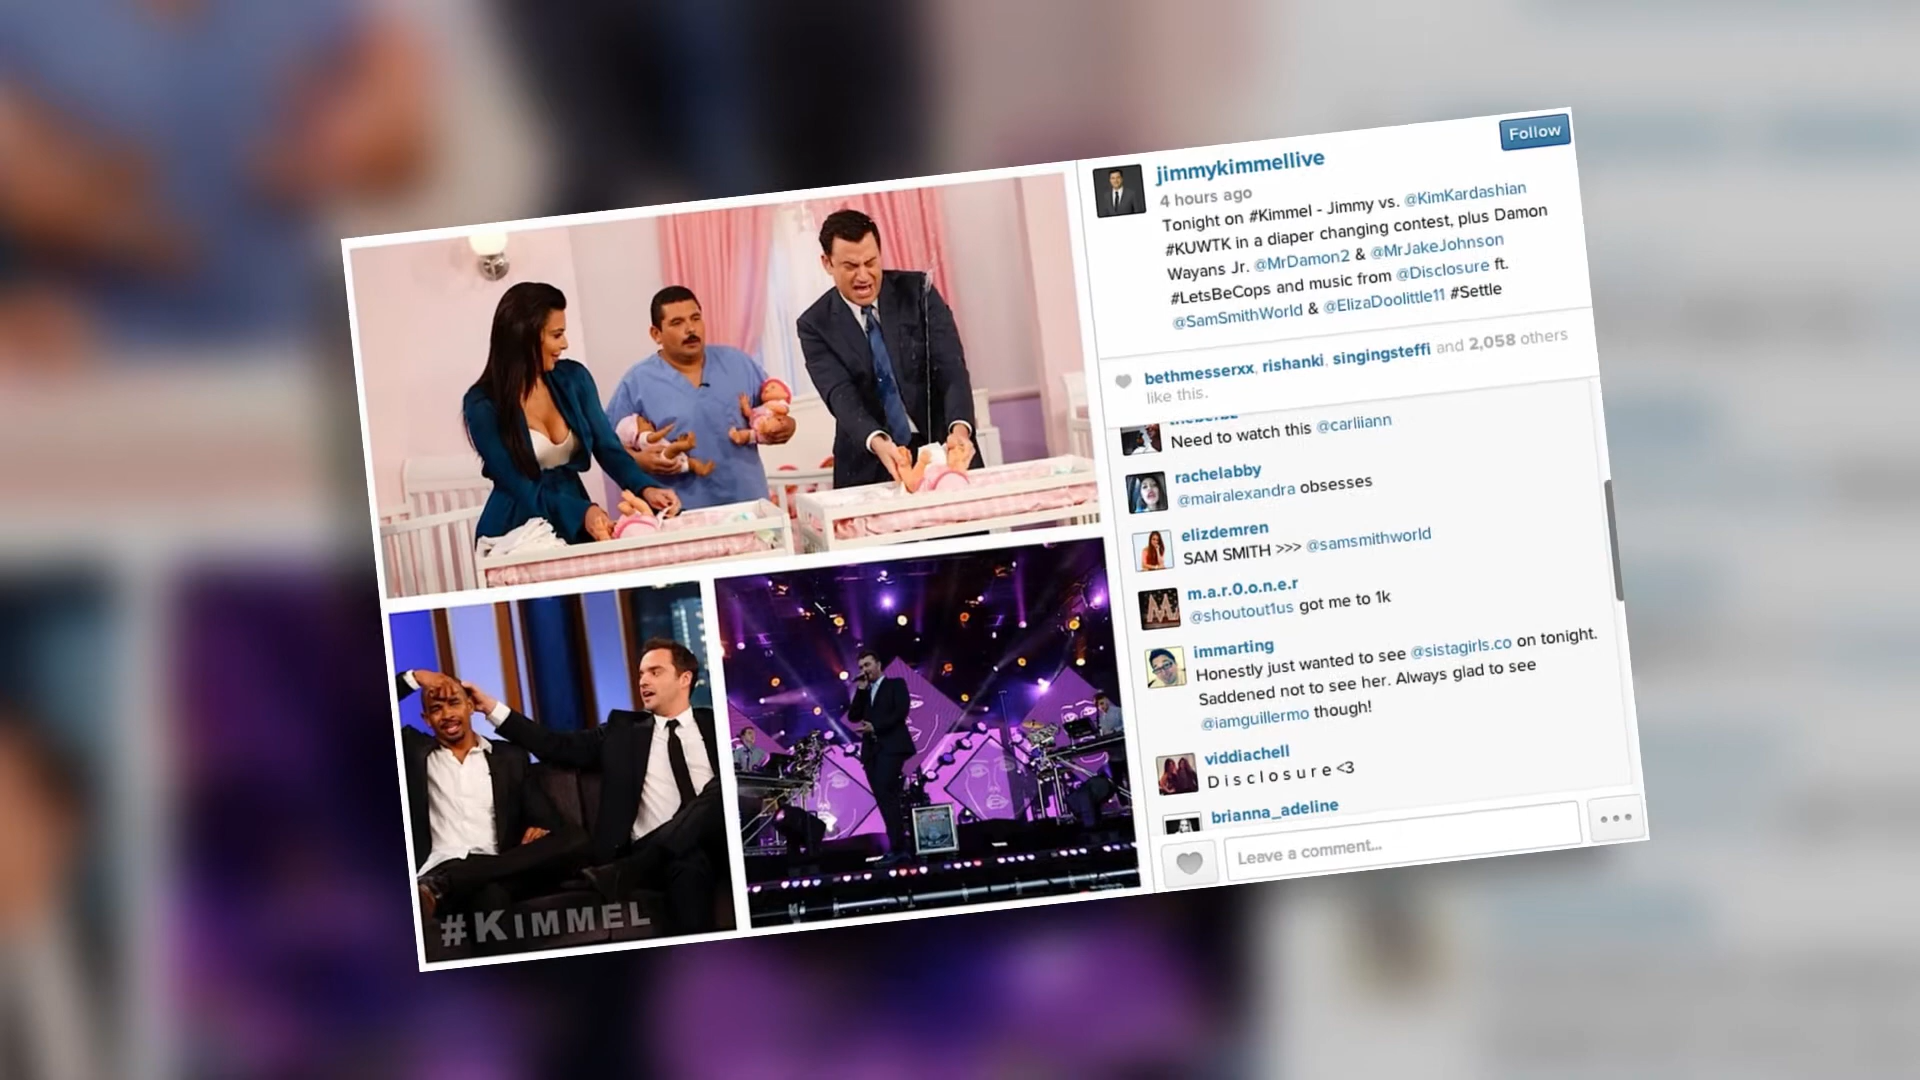 Follow
jimmykimmellive
4 hours ago
Tonight on #Kimmel - Jimmy vs. @KimKardashian
#KUWTK in a diaper changing contest, plus Damon
Wayans Jr. @MrDamon2 & @MrJakeJohnson
#LetsBeCops and music from @Disclosure ft.
@SamSmithWorld & @ElizaDoolittle11 #Settle
bethmesserxx, rishanki, singingsteffi and 2,058 others
like this.
Need to watch this @carliiann
rachelabby
@mairalexandra obsesses
elizdemren
SAM SMITH >>> @samsmithworld
m.a.r.0.o.n.e.r
@shoutout1us got me to 1k
immarting
Honestly just wanted to see @sistagirls.co on tonight.
Saddened not to see her. Always glad to see
@iamguillermo though!
viddiachell
D i s c l o s u r e <3
brianna_adeline
Leave a comment...
#KIMMEL